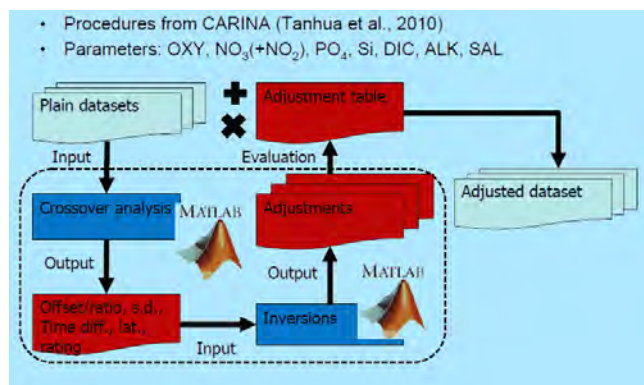 • Procedures from CARINA (Tanhua et al., 2010)
• Parameters: OXY, NO₃(+NO₂), PO₄, Si, DIC, ALK, SAL
Plain datasets
Adjustment table
Input
Evaluation
Crossover analysis
MATLAB
Adjustments
Adjusted dataset
Output
Output
MATLAB
Offset/ratio, s.d.,
Time diff., lat.,
rating
Input
Inversions